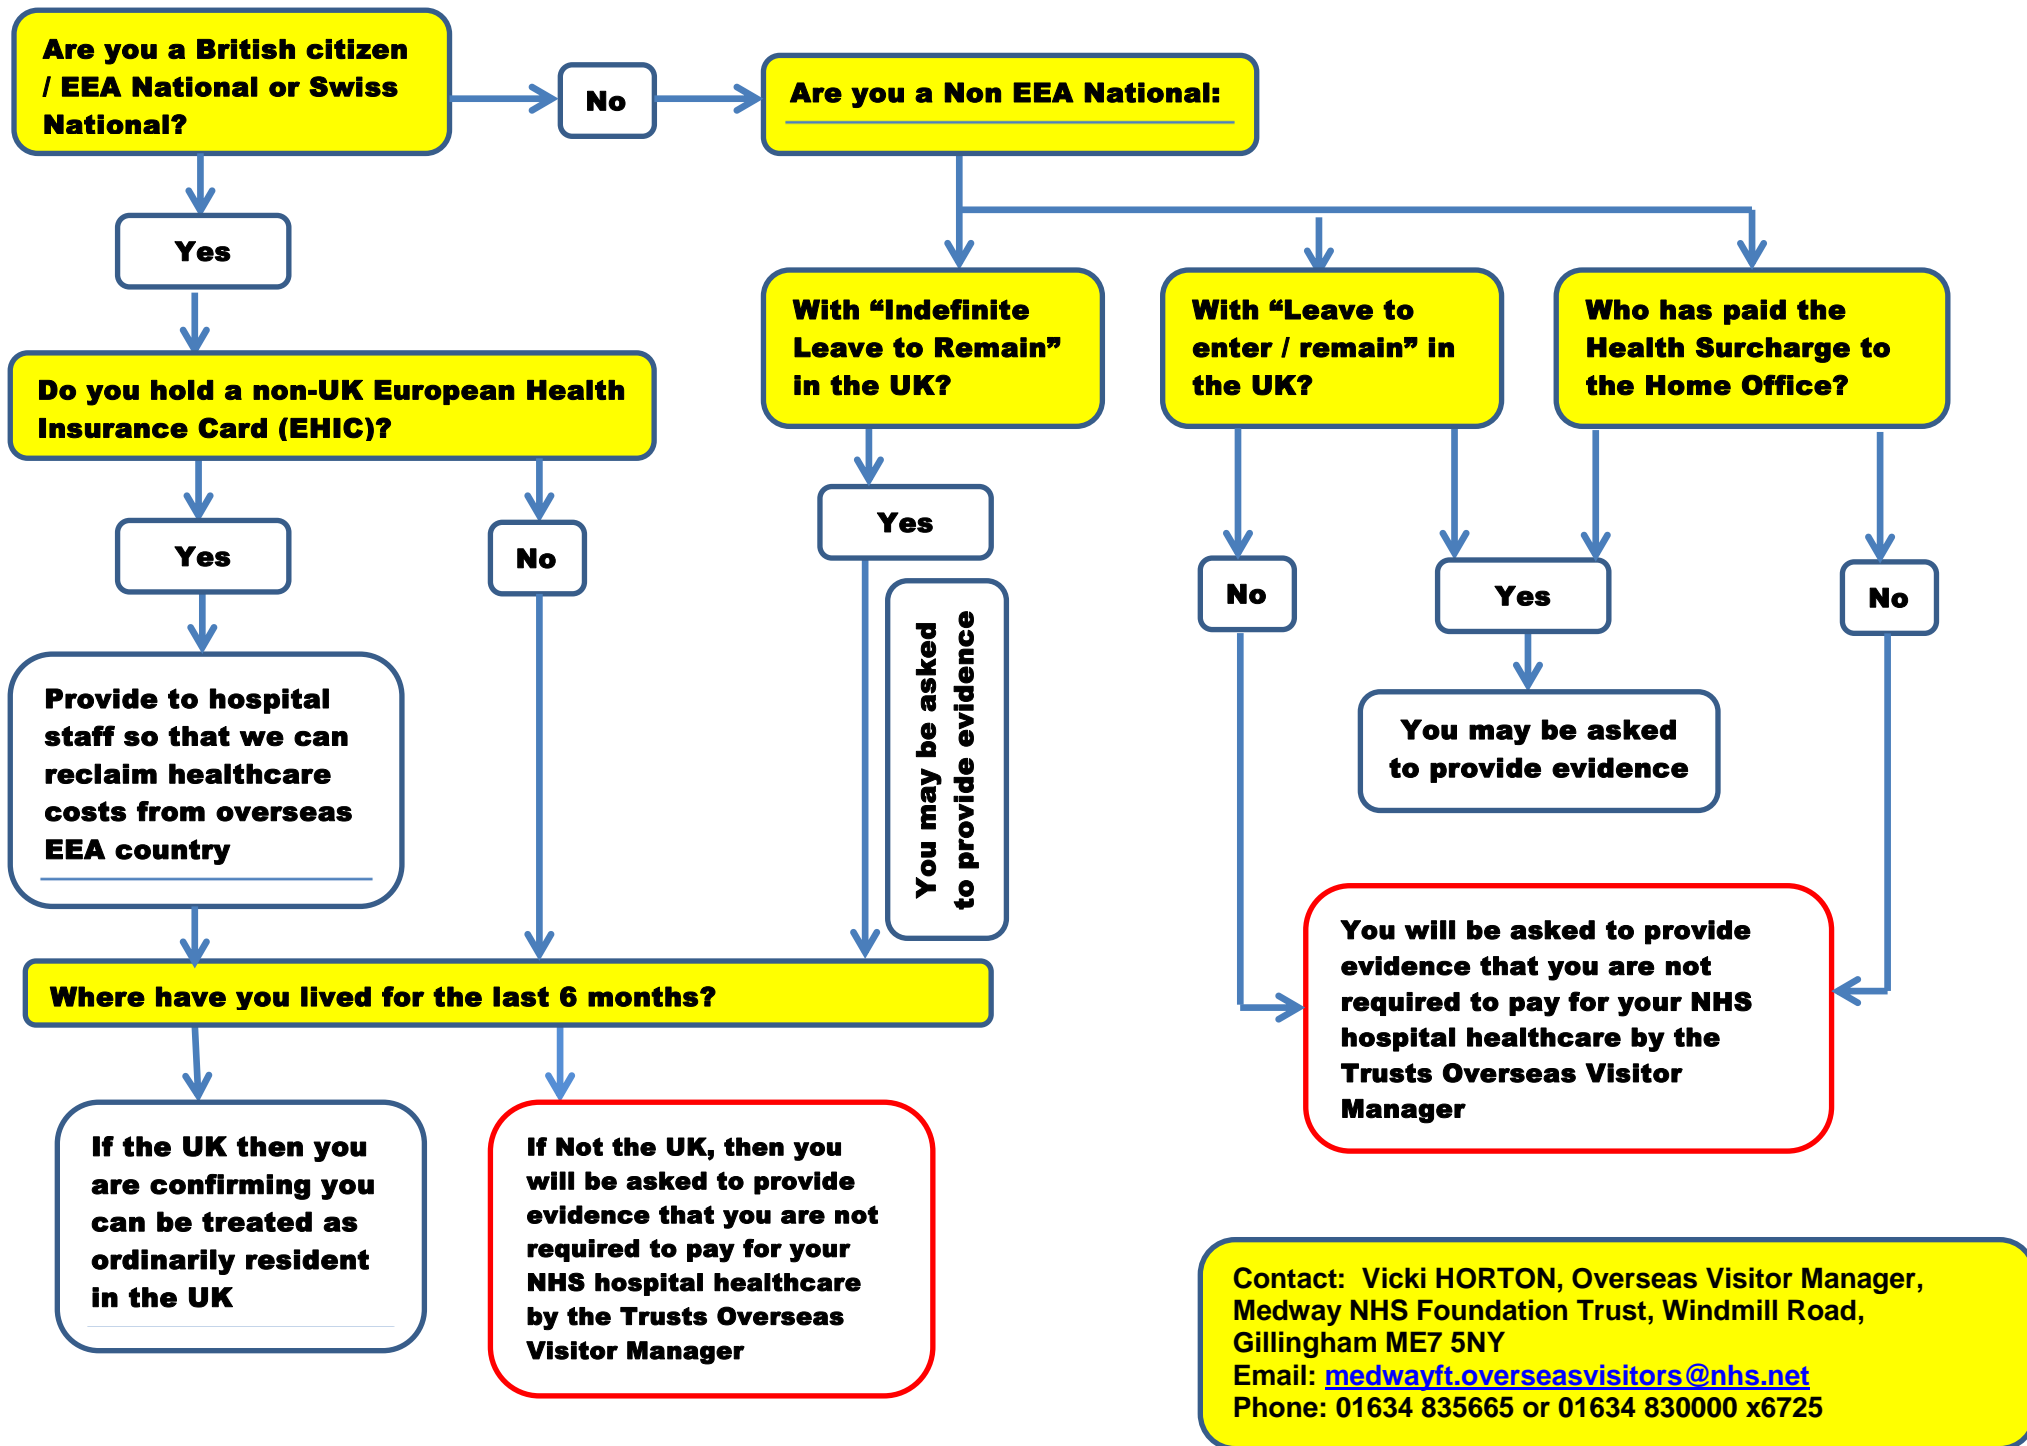 Are you a British citizen
/ EEA National or Swiss
National?
No
Are you a Non EEA National:
Yes
Do you hold a non-UK European Health
Insurance Card (EHIC)?
With “Indefinite
Leave to Remain”
in the UK?
With “Leave to
enter / remain” in
the UK?
Who has paid the
Health Surcharge to
the Home Office?
Yes
No
Yes
No
Yes
No
Provide to hospital
staff so that we can
reclaim healthcare
costs from overseas
EEA country
You may be asked
to provide evidence
You may be asked
to provide evidence
Where have you lived for the last 6 months?
You will be asked to provide
evidence that you are not
required to pay for your NHS
hospital healthcare by the
Trusts Overseas Visitor
Manager
If the UK then you
are confirming you
can be treated as
ordinarily resident
in the UK
If Not the UK, then you
will be asked to provide
evidence that you are not
required to pay for your
NHS hospital healthcare
by the Trusts Overseas
Visitor Manager
Contact:  Vicki HORTON, Overseas Visitor Manager,
Medway NHS Foundation Trust, Windmill Road,
Gillingham ME7 5NY
Email: medwayft.overseasvisitors@nhs.net
Phone: 01634 835665 or 01634 830000 x6725